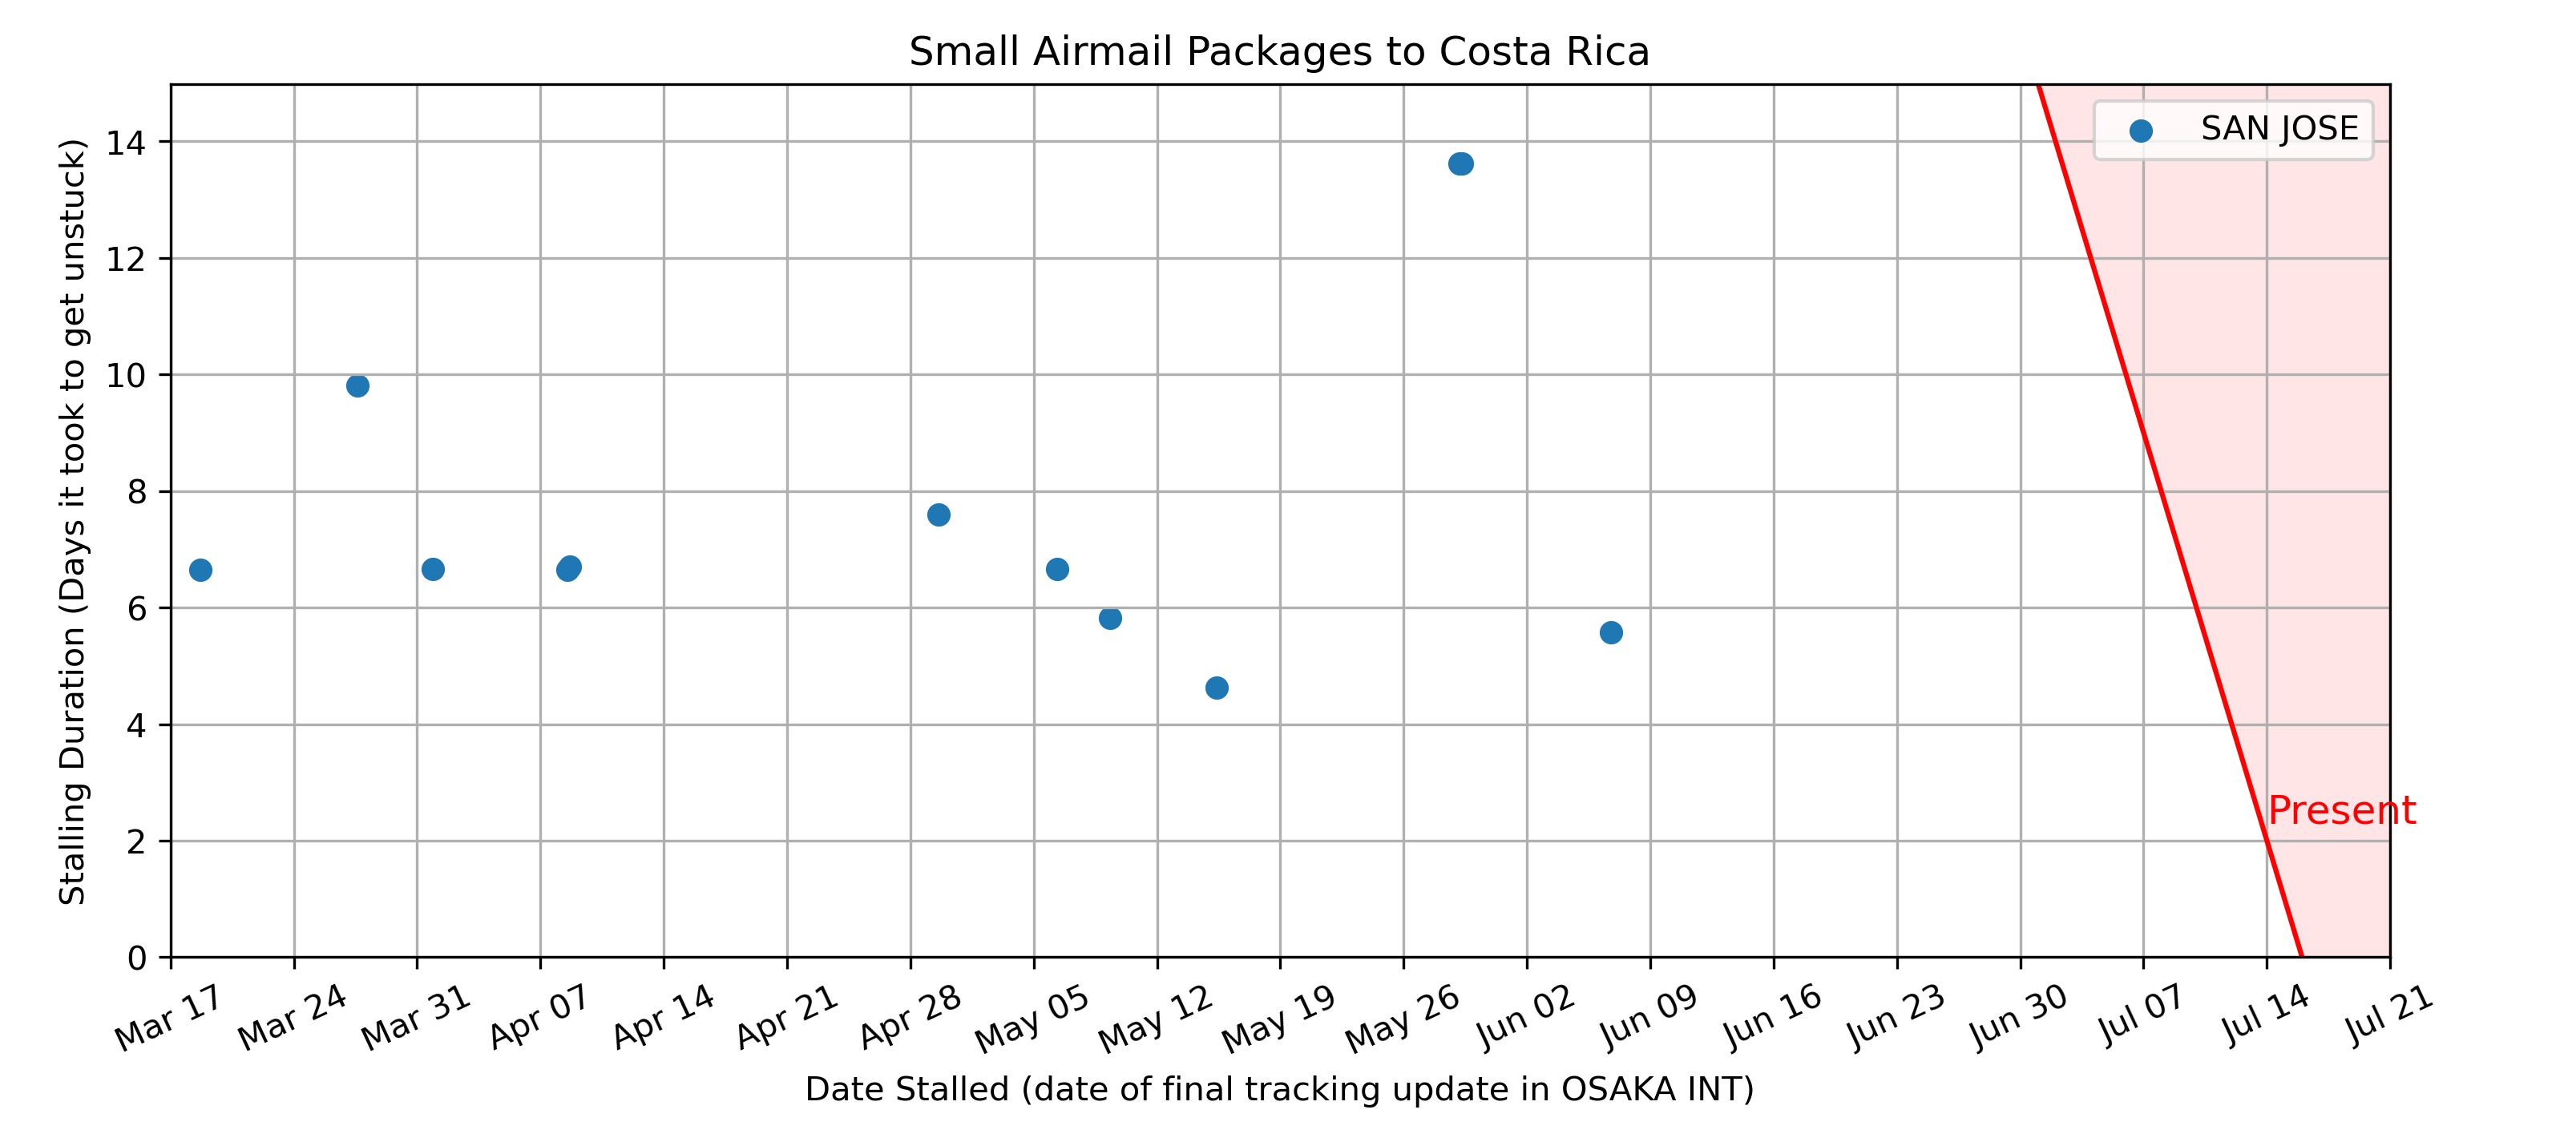 Small Airmail Packages to Costa Rica
SAN JOSE
Stalling Duration (Days it took to get unstuck)
14
12
10
8
6
4
2
0
Present
Mar 17
Mar 24
Mar 31
Apr 07
Apr 14
Apr 21
Apr 28
May 05
May 12
May 19
May 26
Jun 02
Jun 09
Jun 16
Jun 23
Jun 30
Jul 07
Jul 14
Jul 21
Date Stalled (date of final tracking update in OSAKA INT)